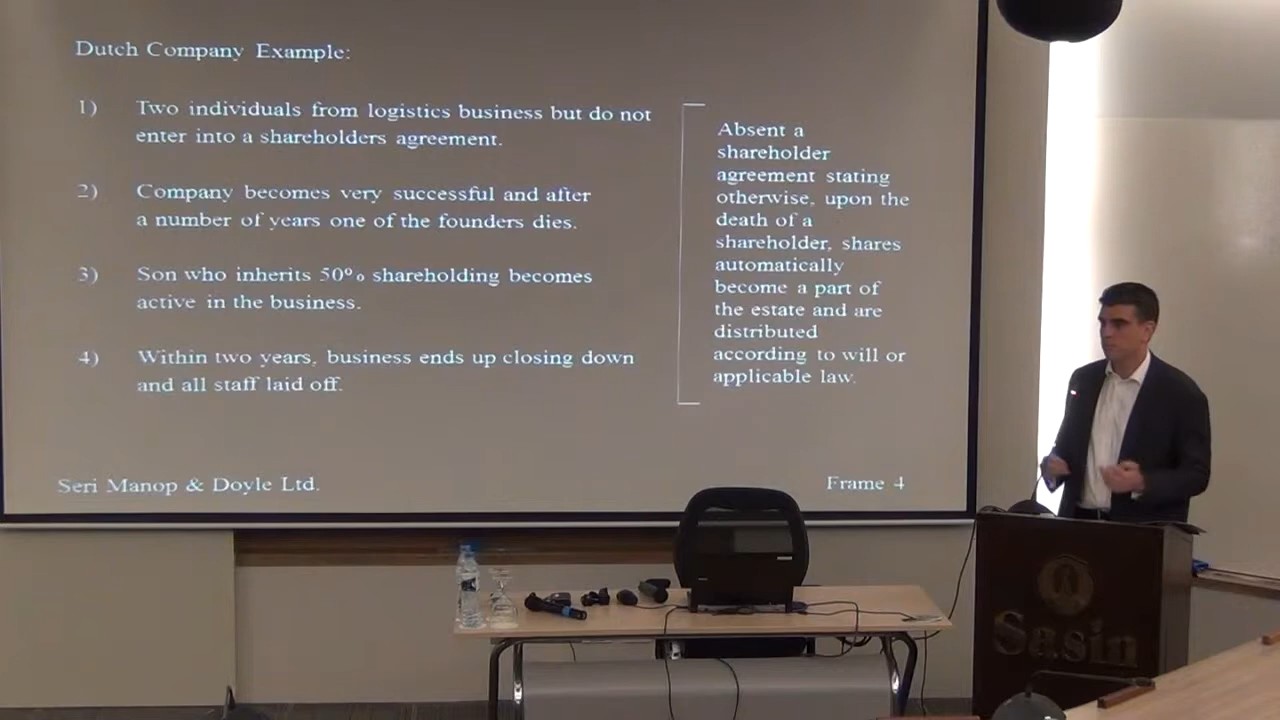 Dutch Company Example:
1) Two individuals from logistics business but do not
enter into a shareholders agreement.
2) Company becomes very successful and after
a number of years one of the founders dies.
3) Son who inherits 50% shareholding becomes
active in the business.
4) Within two years, business ends up closing down
and all staff laid off.
Absent a
shareholder
agreement stating
otherwise, upon the
death of a
shareholder, shares
automatically
become a part of
the estate and are
distributed
according to will or
applicable law.
Seri Manop & Doyle Ltd.
Frame 4
Sasin